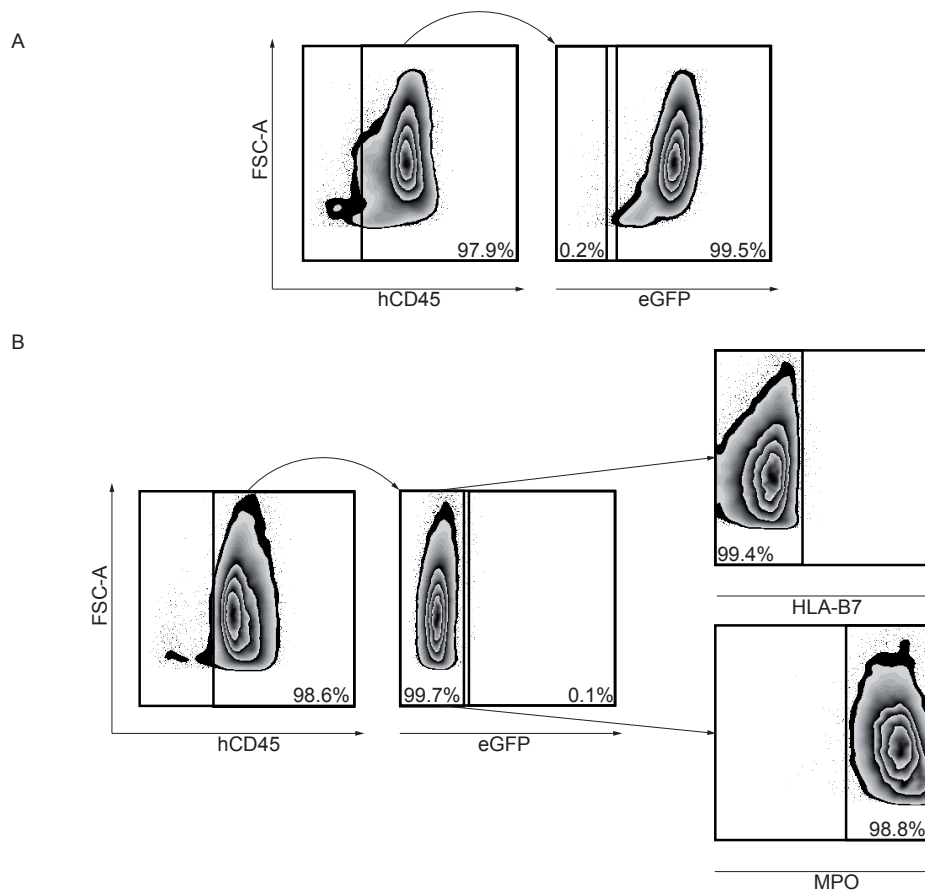 A
FSC-A
97.9%
0.2%
99.5%
hCD45
eGFP
B
99.4%
HLA-B7
FSC-A
98.6%
99.7%
0.1%
hCD45
eGFP
98.8%
MPO